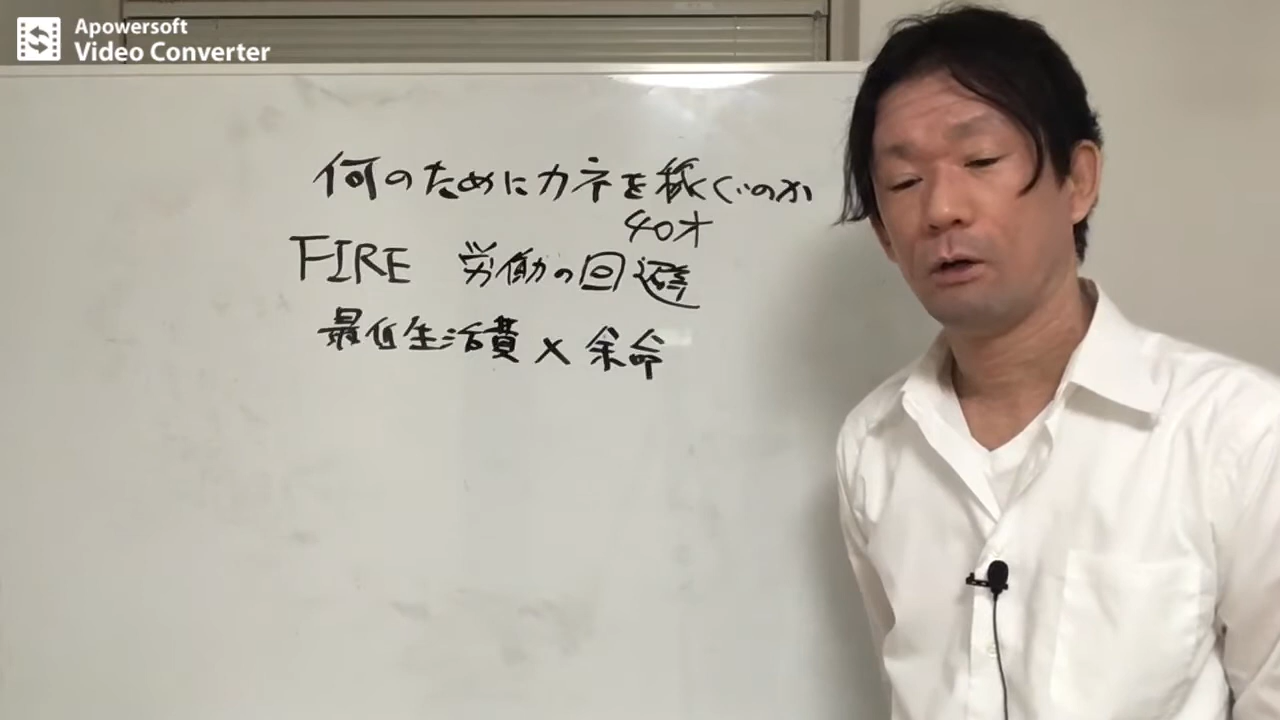 Apowersoft
Video Converter
何のためにカネを稼ぐのか
40才
FIRE 労働の回避
最低生活費×余命